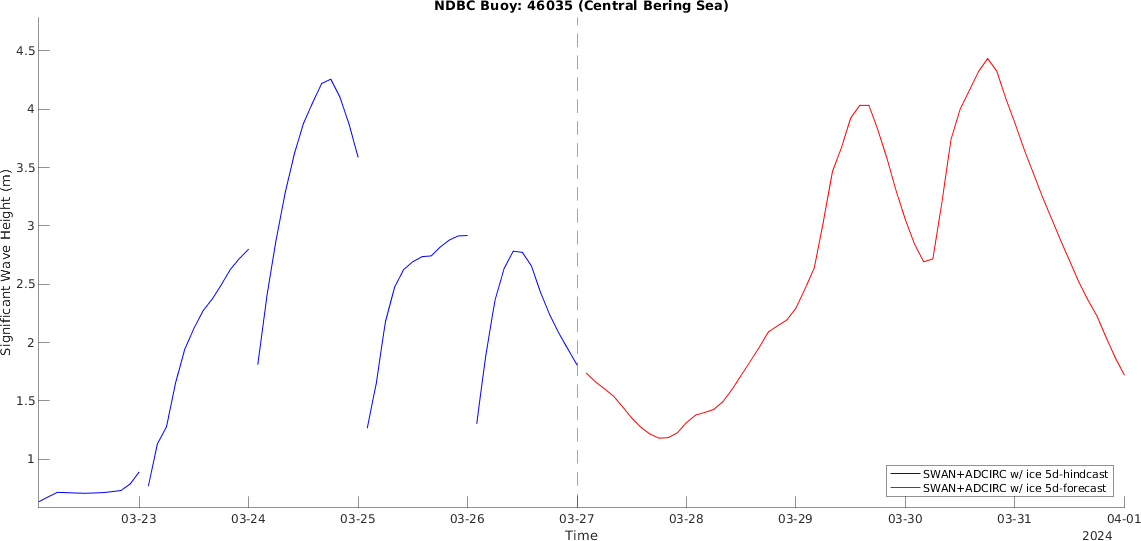 NDBC Buoy: 46035 (Central Bering Sea)
Significant Wave Height (m)
4.5
4
3.5
3
2.5
2
1.5
1
SWAN+ADCIRC w/ ice 5d-hindcast
SWAN+ADCIRC w/ ice 5d-forecast
03-23 03-24 03-25 03-26 03-27 03-28 03-29 03-30 03-31 04-01
Time
2024